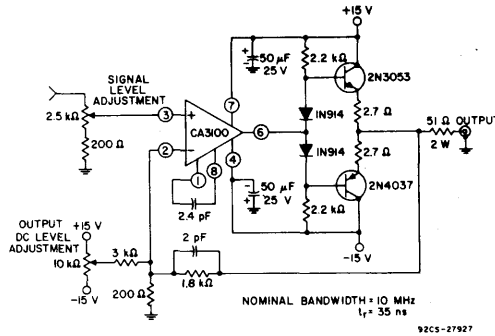 +15 V
50 µF
25 V
2.2 kΩ
2N3053
SIGNAL
LEVEL
ADJUSTMENT
2.5 kΩ
200 Ω
3
+
CA3100
2
–
7
6
4
1
8
2.4 pF
IN914
IN914
2.7 Ω
2.7 Ω
51 Ω OUTPUT
2 W
50 µF
25 V
2.2 kΩ
2N4037
–15 V
OUTPUT
DC LEVEL
ADJUSTMENT
+15 V
10 kΩ
–15 V
3 kΩ
200 Ω
2 pF
1.8 kΩ
NOMINAL BANDWIDTH = 10 MHz
tr = 35 ns
92CS-27927